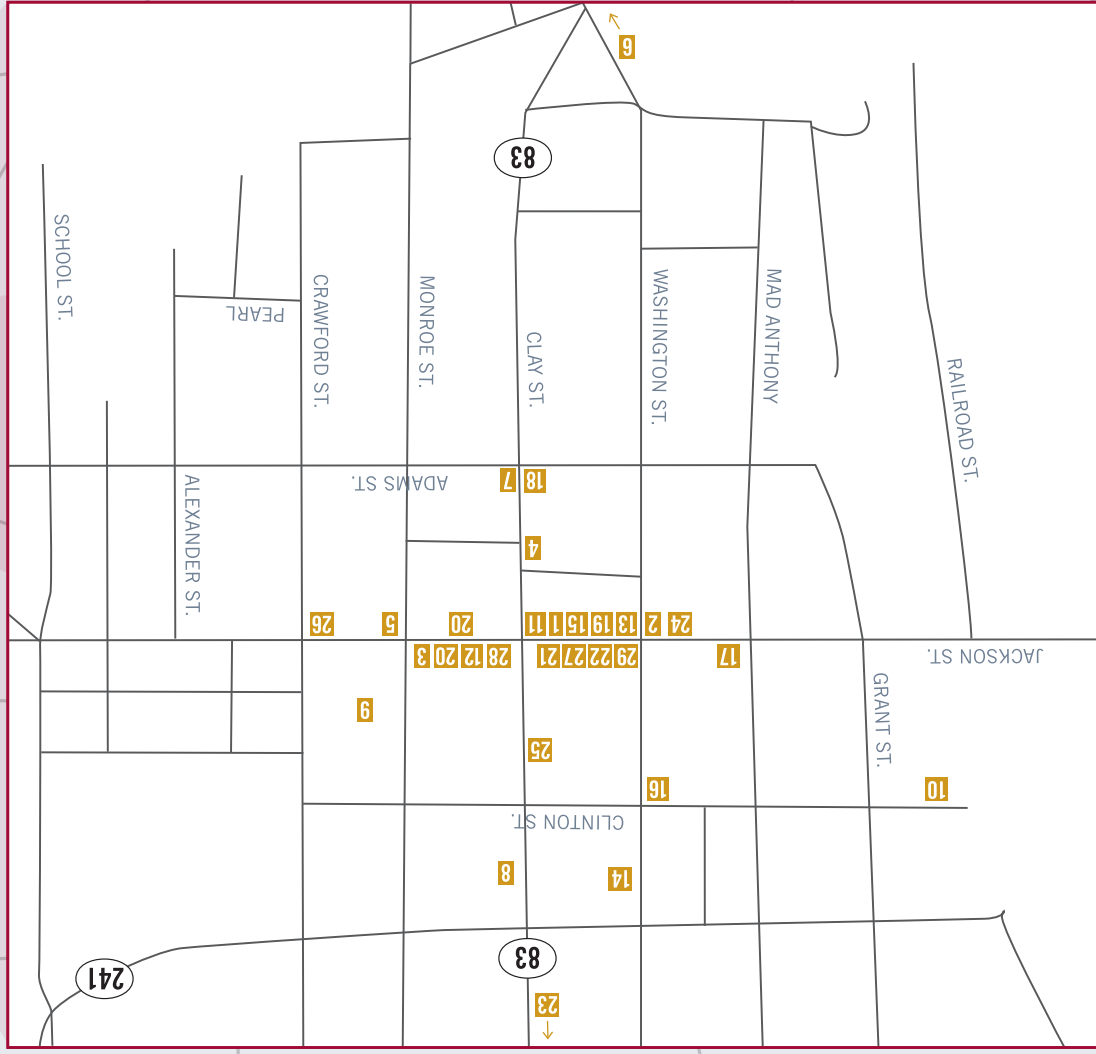 23
83
241
14
8
CLINTON ST.
10
16
25
GRANT ST.
6
JACKSON ST.
17
29 22 27 21
28 12 20 3
24 2
13 19 15 1 11
20
5
26
ALEXANDER ST.
4
18 7
ADAMS ST.
RAILROAD ST.
MAD ANTHONY
WASHINGTON ST.
CLAY ST.
MONROE ST.
CRAWFORD ST.
PEARL
SCHOOL ST.
83
9